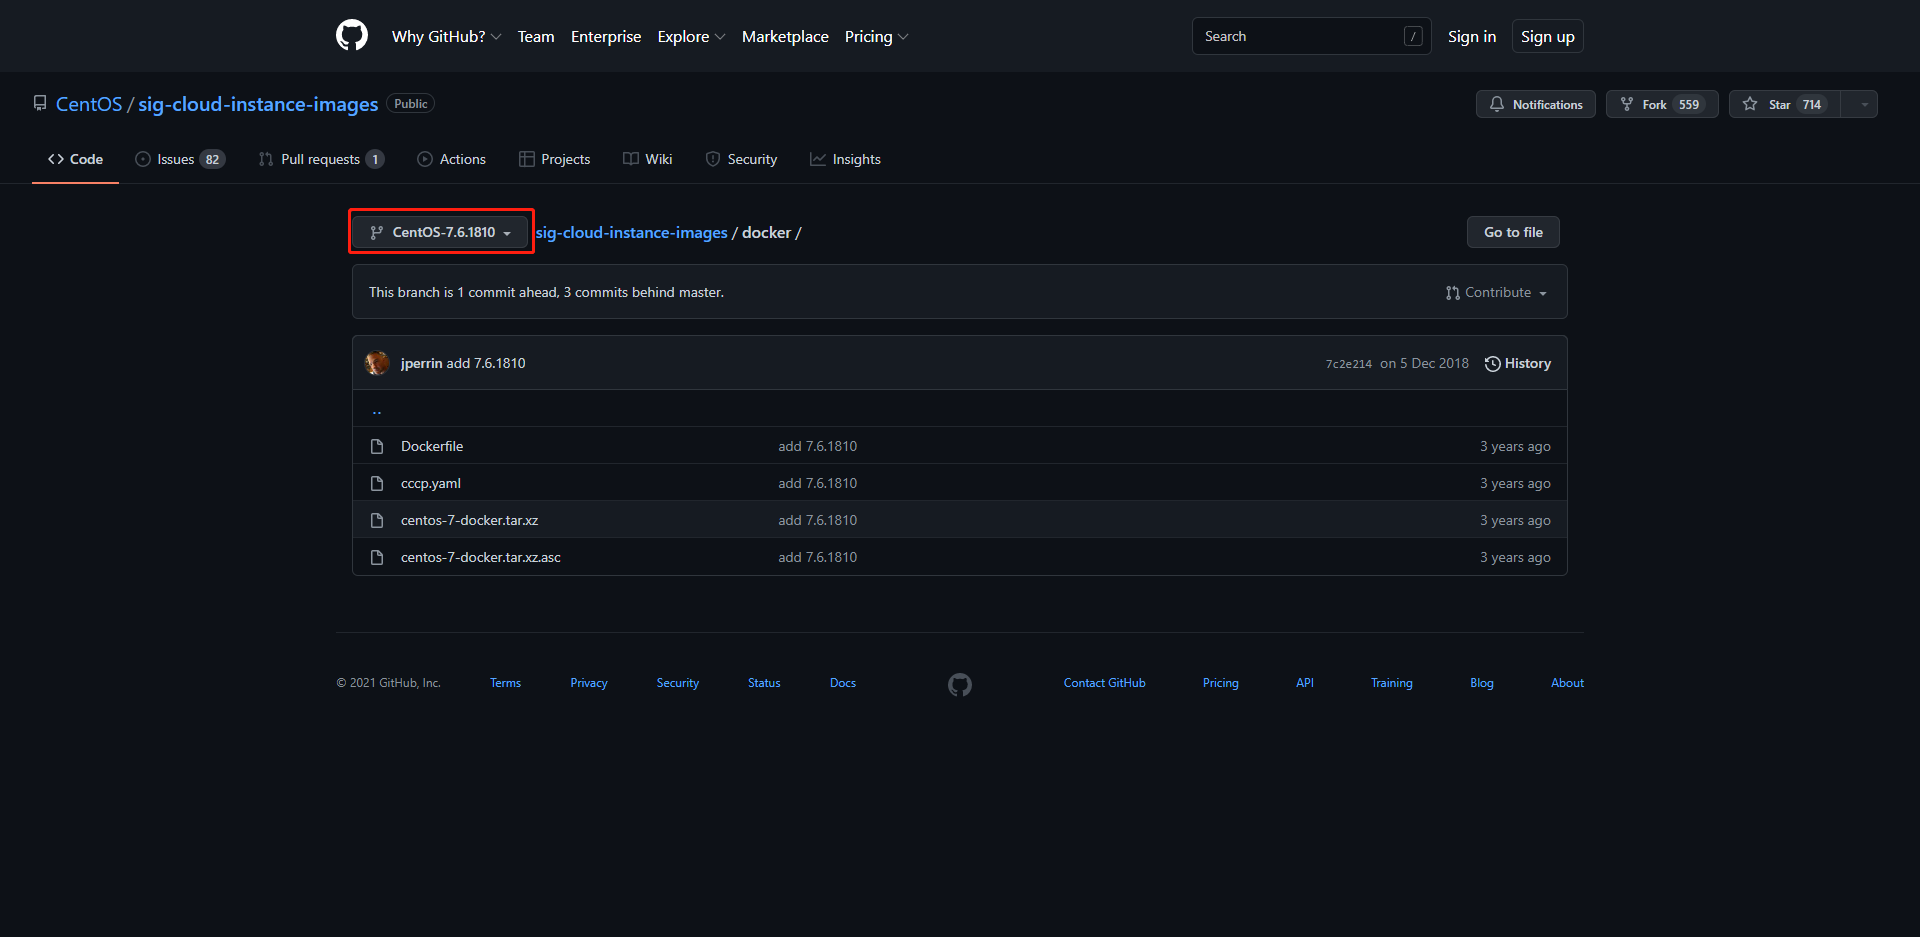 Why GitHub? Team Enterprise Explore Marketplace Pricing Search / Sign in Sign up
CentOS / sig-cloud-instance-images Public Notifications Fork 559 Star 714
Code Issues 82 Pull requests 1 Actions Projects Wiki Security Insights
CentOS-7.6.1810 sig-cloud-instance-images / docker / Go to file
This branch is 1 commit ahead, 3 commits behind master. Contribute
jperrin add 7.6.1810 7c2e214 on 5 Dec 2018 History
..
Dockerfile add 7.6.1810 3 years ago
cccp.yaml add 7.6.1810 3 years ago
centos-7-docker.tar.xz add 7.6.1810 3 years ago
centos-7-docker.tar.xz.asc add 7.6.1810 3 years ago
© 2021 GitHub, Inc. Terms Privacy Security Status Docs Contact GitHub Pricing API Training Blog About